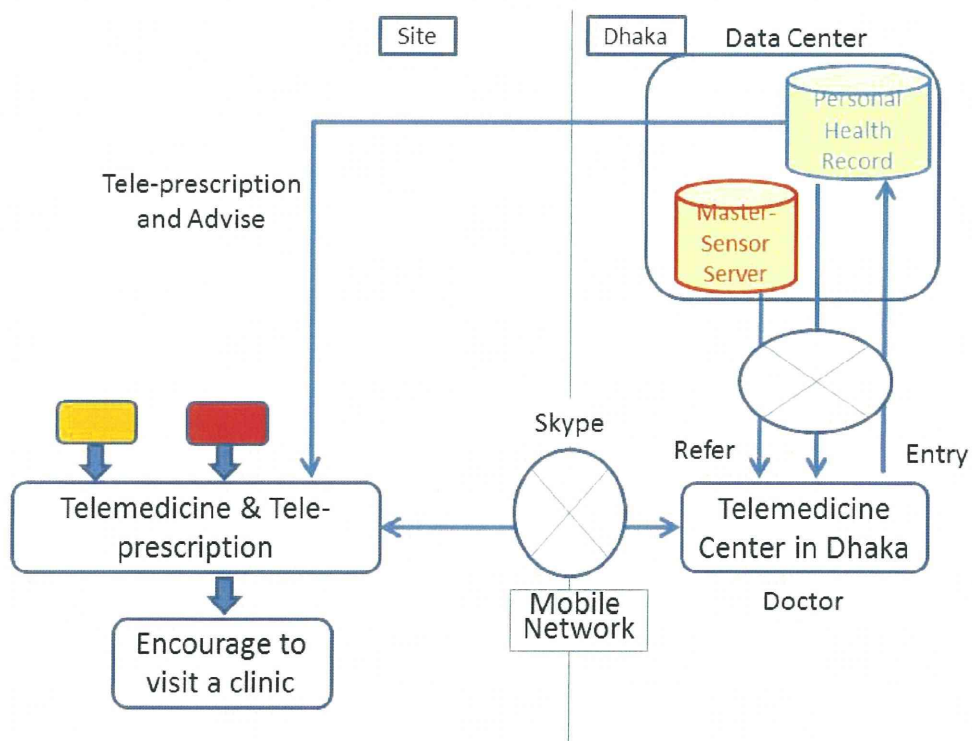 Site
Dhaka
Data Center
Personal
Health
Record
Tele-prescription
and Advise
Master-
Sensor
Server
Skype
Refer
Entry
Telemedicine & Tele-
prescription
Telemedicine
Center in Dhaka
Mobile
Network
Doctor
Encourage to
visit a clinic